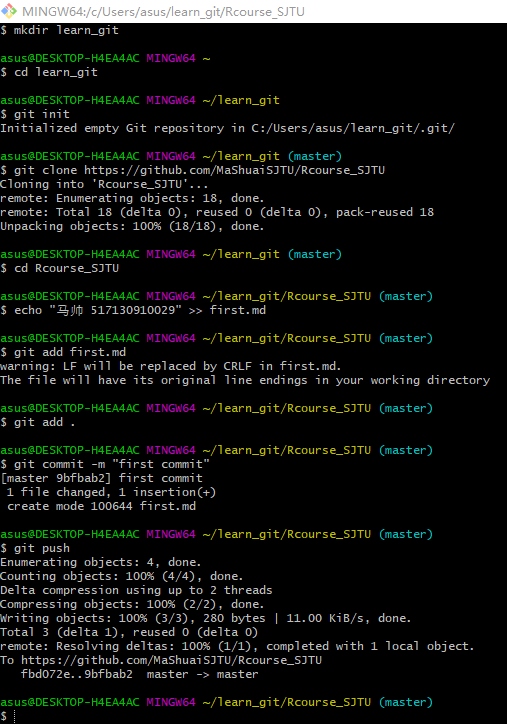 MINGW64:/c/Users/asus/learn_git/Rcourse_SJTU
$ mkdir learn_git
asus@DESKTOP-H4EA4AC MINGW64 ~
$ cd learn_git
asus@DESKTOP-H4EA4AC MINGW64 ~/learn_git
$ git init
Initialized empty Git repository in C:/Users/asus/learn_git/.git/
asus@DESKTOP-H4EA4AC MINGW64 ~/learn_git (master)
$ git clone https://github.com/MaShuaiSJTU/Rcourse_SJTU
Cloning into 'Rcourse_SJTU'...
remote: Enumerating objects: 18, done.
remote: Total 18 (delta 0), reused 0 (delta 0), pack-reused 18
Unpacking objects: 100% (18/18), done.
asus@DESKTOP-H4EA4AC MINGW64 ~/learn_git (master)
$ cd Rcourse_SJTU
asus@DESKTOP-H4EA4AC MINGW64 ~/learn_git/Rcourse_SJTU (master)
$ echo "马帅 517130910029" >> first.md
asus@DESKTOP-H4EA4AC MINGW64 ~/learn_git/Rcourse_SJTU (master)
$ git add first.md
warning: LF will be replaced by CRLF in first.md.
The file will have its original line endings in your working directory
asus@DESKTOP-H4EA4AC MINGW64 ~/learn_git/Rcourse_SJTU (master)
$ git add .
asus@DESKTOP-H4EA4AC MINGW64 ~/learn_git/Rcourse_SJTU (master)
$ git commit -m "first commit"
[master 9bfbab2] first commit
1 file changed, 1 insertion(+)
create mode 100644 first.md
asus@DESKTOP-H4EA4AC MINGW64 ~/learn_git/Rcourse_SJTU (master)
$ git push
Enumerating objects: 4, done.
Counting objects: 100% (4/4), done.
Delta compression using up to 2 threads
Compressing objects: 100% (2/2), done.
Writing objects: 100% (3/3), 280 bytes | 11.00 KiB/s, done.
Total 3 (delta 1), reused 0 (delta 0)
remote: Resolving deltas: 100% (1/1), completed with 1 local object.
To https://github.com/MaShuaiSJTU/Rcourse_SJTU
fbd072e..9bfbab2  master -> master
asus@DESKTOP-H4EA4AC MINGW64 ~/learn_git/Rcourse_SJTU (master)
$